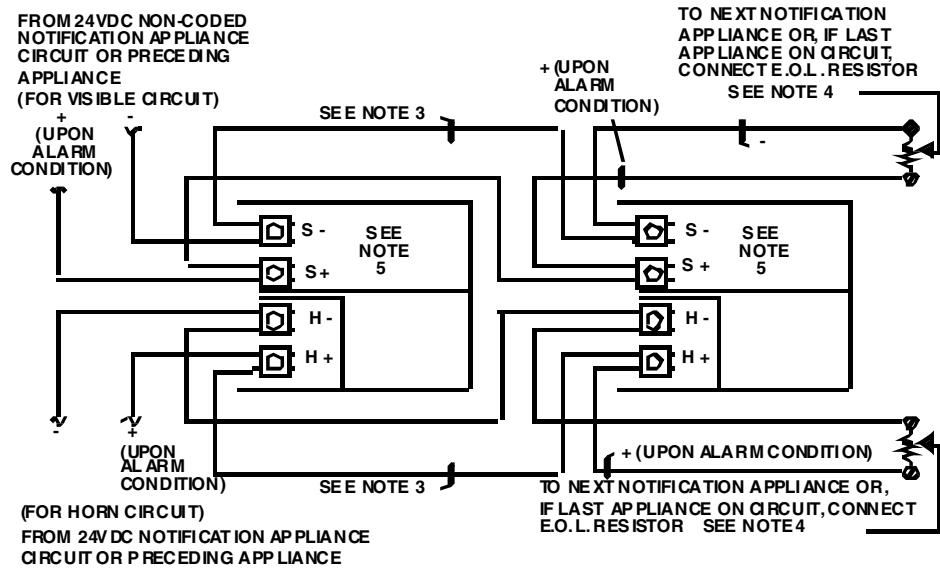 FROM 24VDC NON-CODED
NOTIFICATION APPLIANCE
CIRCUIT OR PRECEDING
APPLIANCE
(FOR VISIBLE CIRCUIT)
+
(UPON
ALARM
CONDITION)
-
SEE NOTE 3
+ (UPON
ALARM
CONDITION)
TO NEXT NOTIFICATION
APPLIANCE OR, IF LAST
APPLIANCE ON CIRCUIT,
CONNECT E.O.L. RESISTOR
SEE NOTE 4
-
S -
S +
H -
H +
SEE
NOTE
5
S -
S +
H -
H +
SEE
NOTE
5
-
+
(UPON
ALARM
CONDITION)
(FOR HORN CIRCUIT)
FROM 24VDC NOTIFICATION APPLIANCE
CIRCUIT OR PRECEDING APPLIANCE
SEE NOTE 3
+ (UPON ALARM CONDITION)
TO NEXT NOTIFICATION APPLIANCE OR,
IF LAST APPLIANCE ON CIRCUIT, CONNECT
E.O.L. RESISTOR SEE NOTE 4